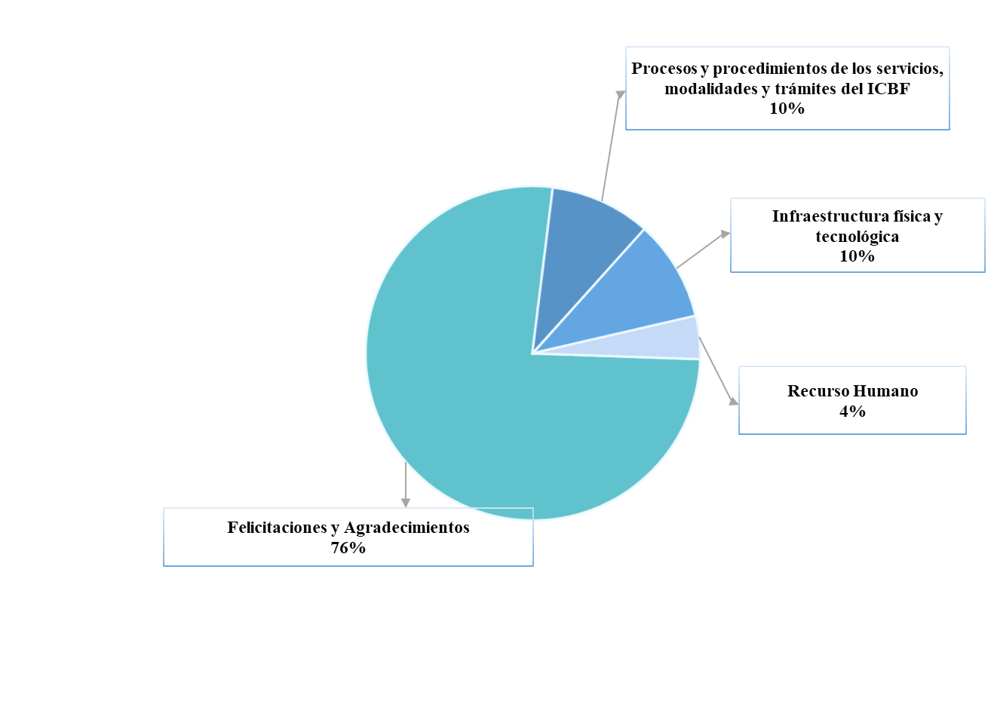 Procesos y procedimientos de los servicios,
modalidades y trámites del ICBF
10%
Infraestructura física y
tecnológica
10%
Recurso Humano
4%
Felicitaciones y Agradecimientos
76%